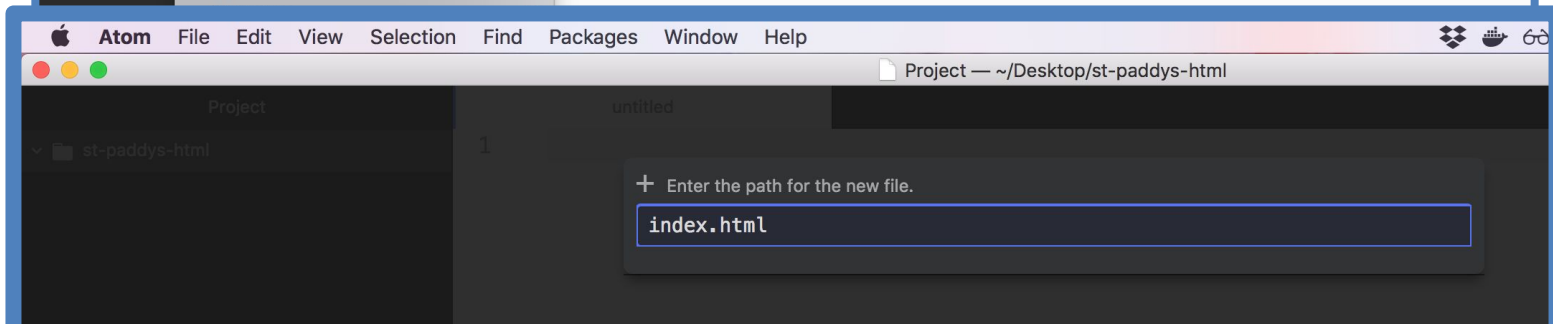 Atom File Edit View Selection Find Packages Window Help
Project — ~/Desktop/st-paddys-html
Project untitled
st-paddys-html 1
Enter the path for the new file.
index.html